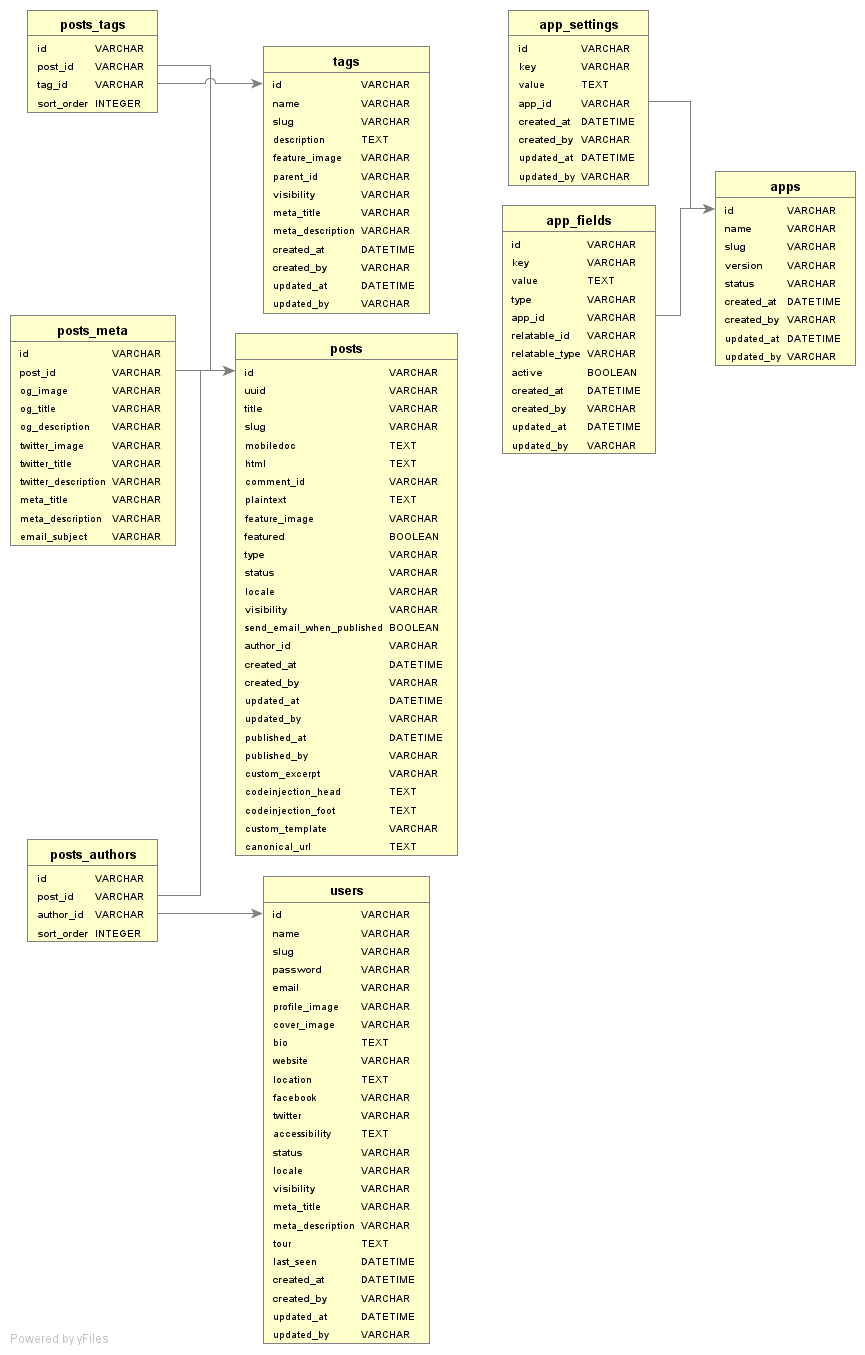 posts_tags
id VARCHAR
post_id VARCHAR
tag_id VARCHAR
sort_order INTEGER
tags
id VARCHAR
name VARCHAR
slug VARCHAR
description TEXT
feature_image VARCHAR
parent_id VARCHAR
visibility VARCHAR
meta_title VARCHAR
meta_description VARCHAR
created_at DATETIME
created_by VARCHAR
updated_at DATETIME
updated_by VARCHAR
app_settings
id VARCHAR
key VARCHAR
value TEXT
app_id VARCHAR
created_at DATETIME
created_by VARCHAR
updated_at DATETIME
updated_by VARCHAR
apps
id VARCHAR
name VARCHAR
slug VARCHAR
version VARCHAR
status VARCHAR
created_at DATETIME
created_by VARCHAR
updated_at DATETIME
updated_by VARCHAR
app_fields
id VARCHAR
key VARCHAR
value TEXT
type VARCHAR
app_id VARCHAR
relatable_id VARCHAR
relatable_type VARCHAR
active BOOLEAN
created_at DATETIME
created_by VARCHAR
updated_at DATETIME
updated_by VARCHAR
posts_meta
id VARCHAR
post_id VARCHAR
og_image VARCHAR
og_title VARCHAR
og_description VARCHAR
twitter_image VARCHAR
twitter_title VARCHAR
twitter_description VARCHAR
meta_title VARCHAR
meta_description VARCHAR
email_subject VARCHAR
posts
id VARCHAR
uuid VARCHAR
title VARCHAR
slug VARCHAR
mobiledoc TEXT
html TEXT
comment_id VARCHAR
plaintext TEXT
feature_image VARCHAR
featured BOOLEAN
type VARCHAR
status VARCHAR
locale VARCHAR
visibility VARCHAR
send_email_when_published BOOLEAN
author_id VARCHAR
created_at DATETIME
created_by VARCHAR
updated_at DATETIME
updated_by VARCHAR
published_at DATETIME
published_by VARCHAR
custom_excerpt VARCHAR
codeinjection_head TEXT
codeinjection_foot TEXT
custom_template VARCHAR
canonical_url TEXT
posts_authors
id VARCHAR
post_id VARCHAR
author_id VARCHAR
sort_order INTEGER
users
id VARCHAR
name VARCHAR
slug VARCHAR
password VARCHAR
email VARCHAR
profile_image VARCHAR
cover_image VARCHAR
bio TEXT
website VARCHAR
location TEXT
facebook VARCHAR
twitter VARCHAR
accessibility TEXT
status VARCHAR
locale VARCHAR
visibility VARCHAR
meta_title VARCHAR
meta_description VARCHAR
tour TEXT
last_seen DATETIME
created_at DATETIME
created_by VARCHAR
updated_at DATETIME
updated_by VARCHAR
Powered by yFiles